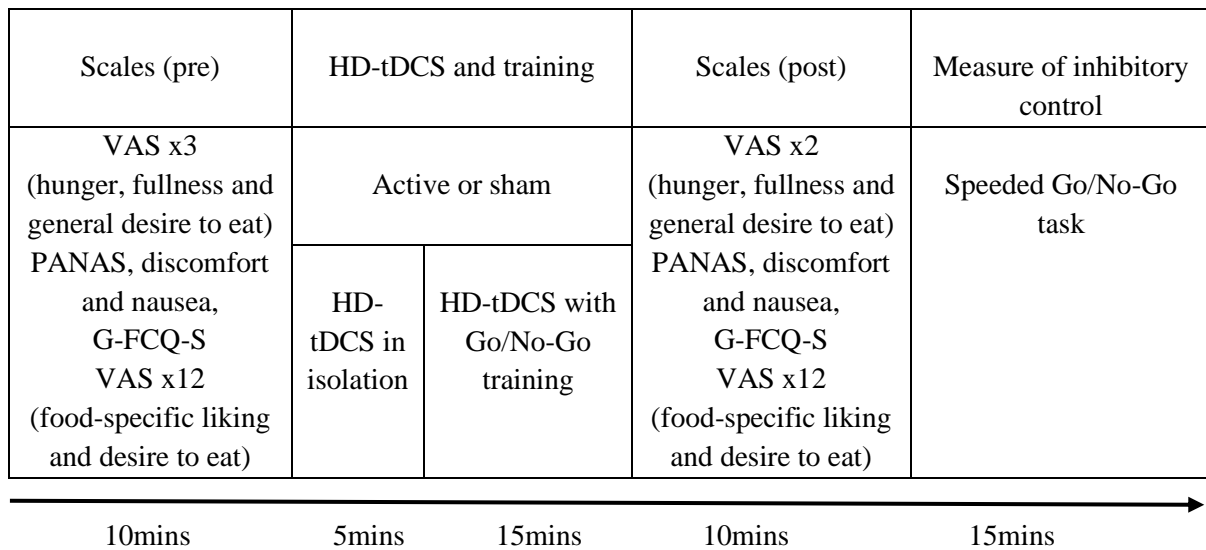 Scales (pre)
HD-tDCS and training
Scales (post)
Measure of inhibitory
control
VAS x3
(hunger, fullness and
general desire to eat)
PANAS, discomfort
and nausea,
G-FCQ-S
VAS x12
(food-specific liking
and desire to eat)
Active or sham
HD-
tDCS in
isolation
HD-tDCS with
Go/No-Go
training
VAS x2
(hunger, fullness and
general desire to eat)
PANAS, discomfort
and nausea,
G-FCQ-S
VAS x12
(food-specific liking
and desire to eat)
Speeded Go/No-Go
task
10mins
5mins
15mins
10mins
15mins